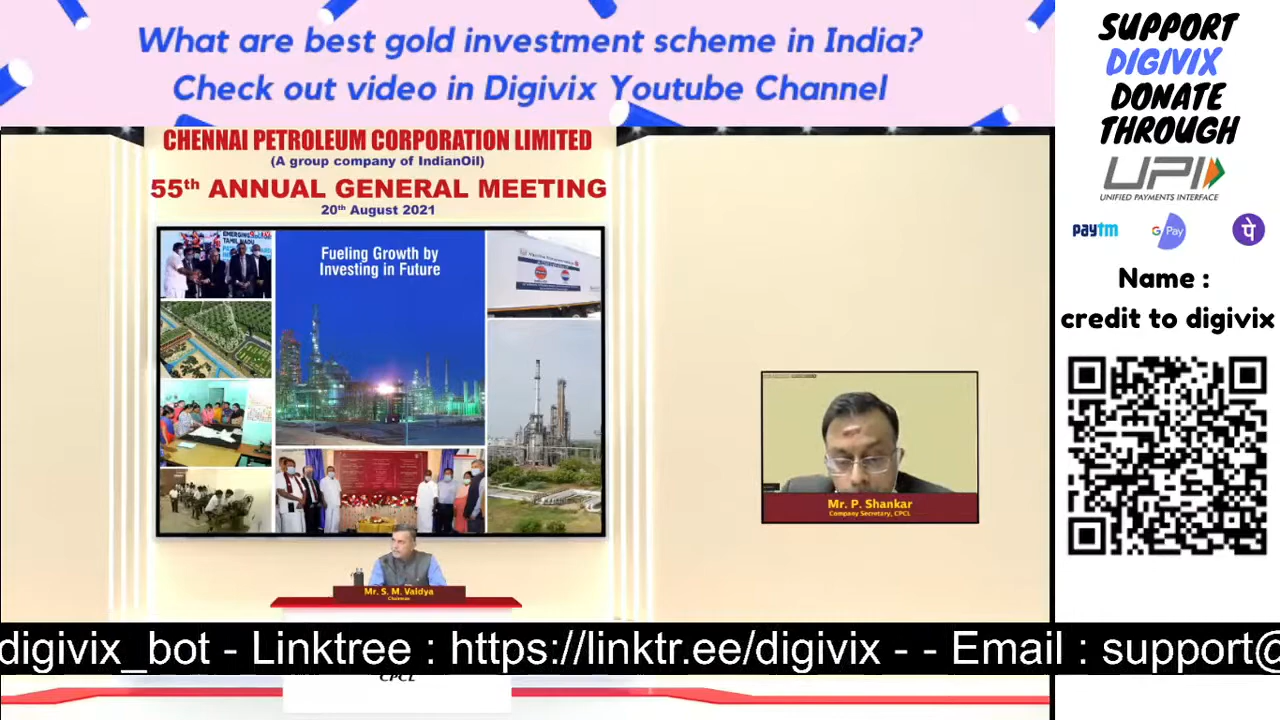 What are best gold investment scheme in India?
Check out video in Digivix Youtube Channel
CHENNAI PETROLEUM CORPORATION LIMITED
(A group company of IndianOil)
55th ANNUAL GENERAL MEETING
20th August 2021
EMERGING
TAMIL NADU
Fueling Growth by
Investing in Future
Mr. P. Shankar
Company Secretary, CPCL
Mr. S. M. Vaidya
Chairman
digivix_bot - Linktree : https://linktr.ee/digivix - - Email : support@
CPCL
SUPPORT
DIGIVIX
DONATE
THROUGH
UPI
UNIFIED PAYMENTS INTERFACE
paytm
G Pay
पे
Name :
credit to digivix